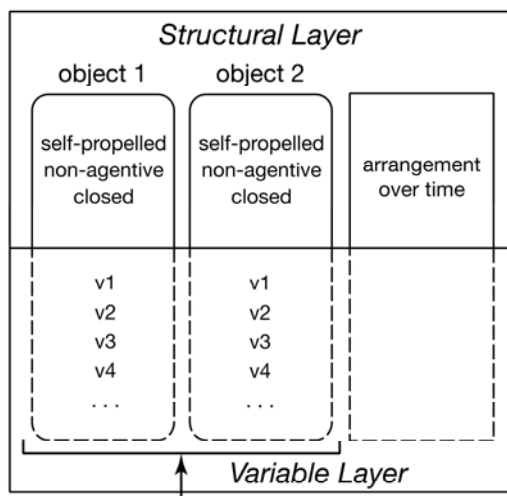 Structural Layer
object 1
object 2
self-propelled
non-agentive
closed
self-propelled
non-agentive
closed
arrangement
over time
v1
v2
v3
v4
...
v1
v2
v3
v4
...
Variable Layer